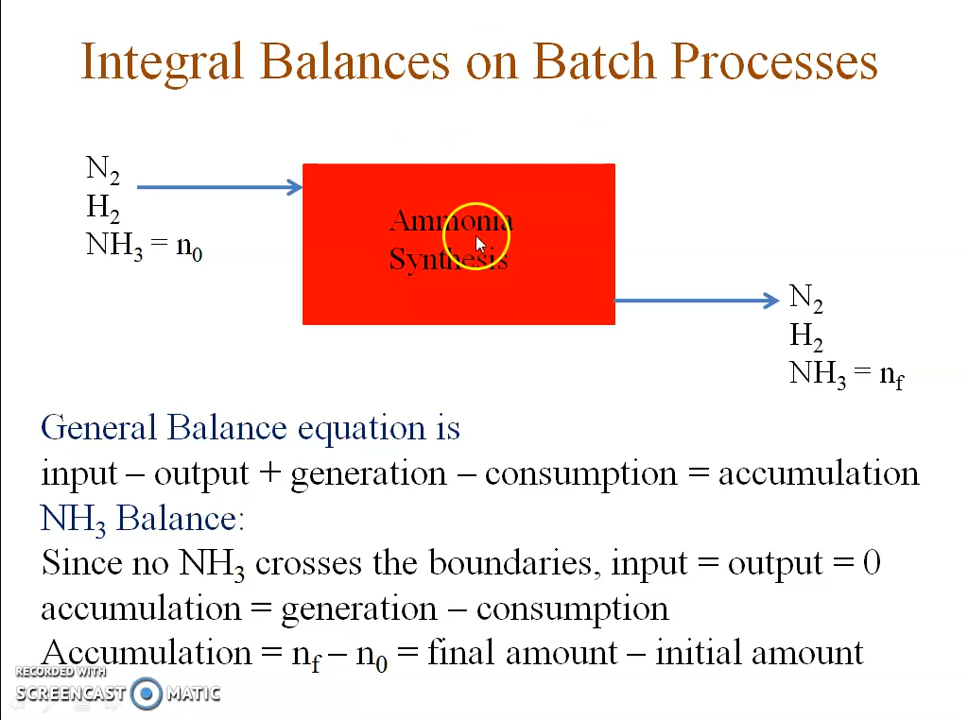 Integral Balances on Batch Processes
N₂
H₂
NH₃ = n₀
Ammonia
Synthesis
N₂
H₂
NH₃ = n_f
General Balance equation is
input – output + generation – consumption = accumulation
NH₃ Balance:
Since no NH₃ crosses the boundaries, input = output = 0
accumulation = generation – consumption
Accumulation = n_f – n₀ = final amount – initial amount
RECORDED WITH
SCREENCAST MATIC